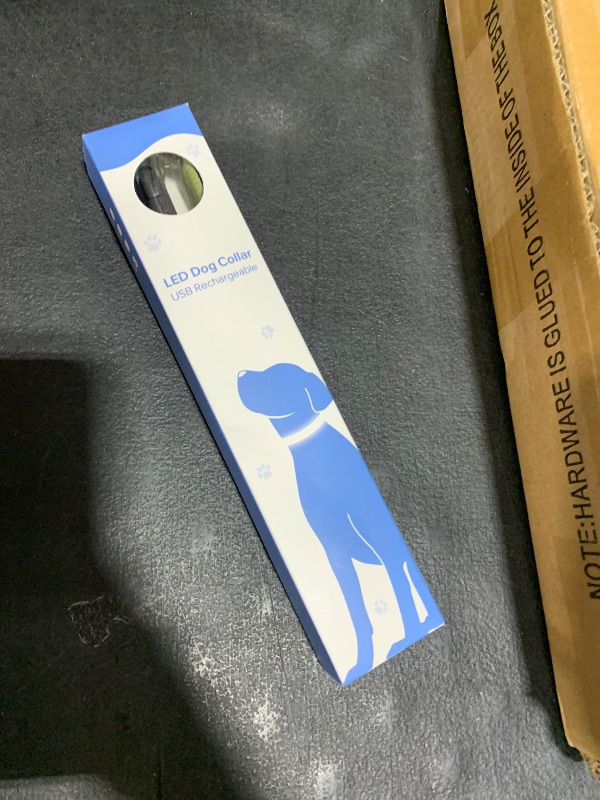 LED Dog Collar
USB Rechargeable
NOTE:HARDWARE IS GLUED TO THE INSIDE OF THE BOX